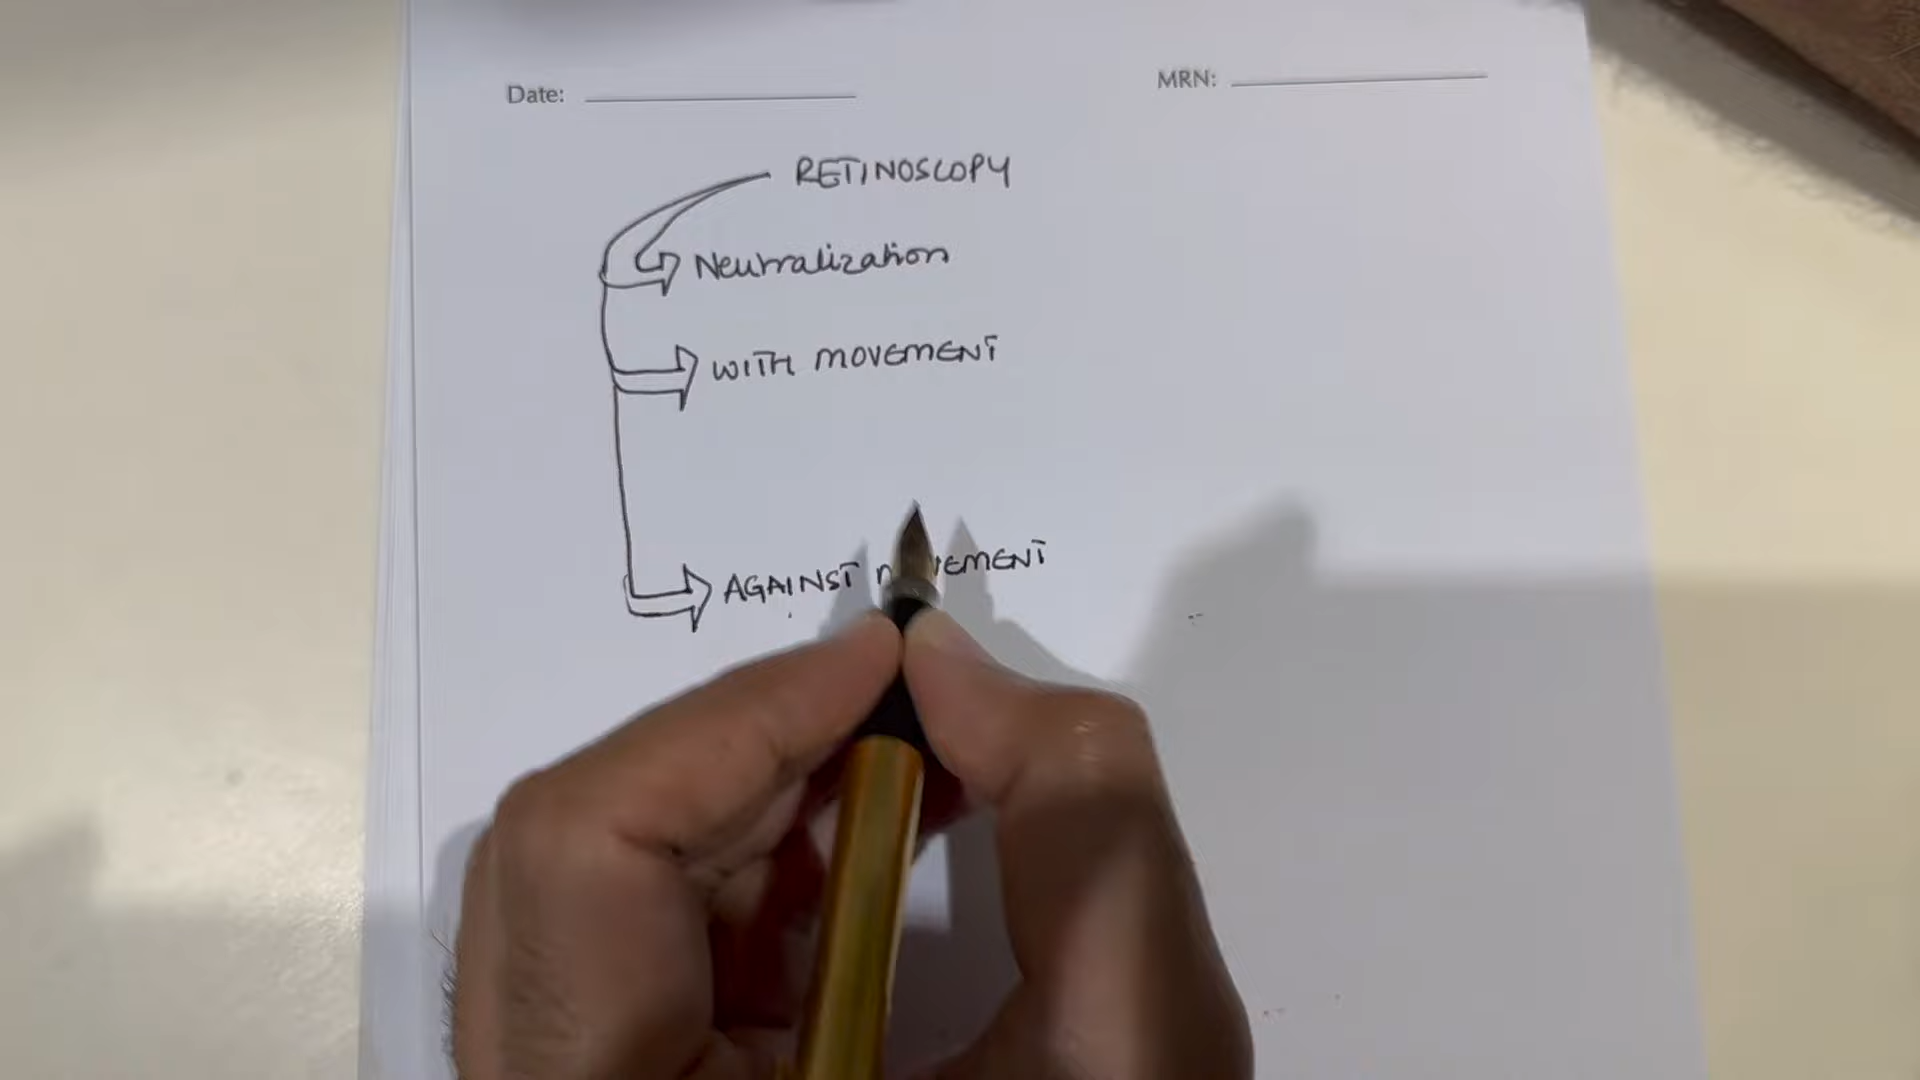 Date: MRN:
RETINOSCOPY
Neutralization
WITH MOVEMENT
AGAINST